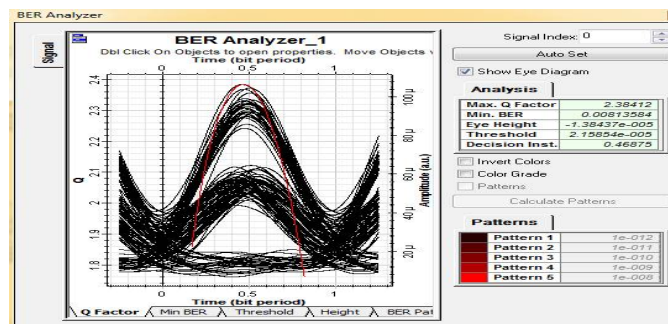 BER Analyzer
Signal Index: 0
Auto Set
Show Eye Diagram
Analysis
Max. Q Factor 2.38412
Min. BER 0.00813584
Eye Height -1.38437e-005
Threshold 2.15854e-005
Decision Inst. 0.46875
Invert Colors
Color Grade
Patterns
Calculate Patterns
Patterns
Pattern 1 1e-012
Pattern 2 1e-011
Pattern 3 1e-010
Pattern 4 1e-009
Pattern 5 1e-008
Signal
BER Analyzer_1
Dbl Click On Objects to open properties. Move Objects
Time (bit period)
0 0.5 1
Q
2.4
2.3
2.2
2.1
2
1.9
1.8
Amplitude (a.u.)
100 µ
80 µ
60 µ
40 µ
20 µ
0 0.5 1
Time (bit period)
Q Factor Min BER Threshold Height BER Pat